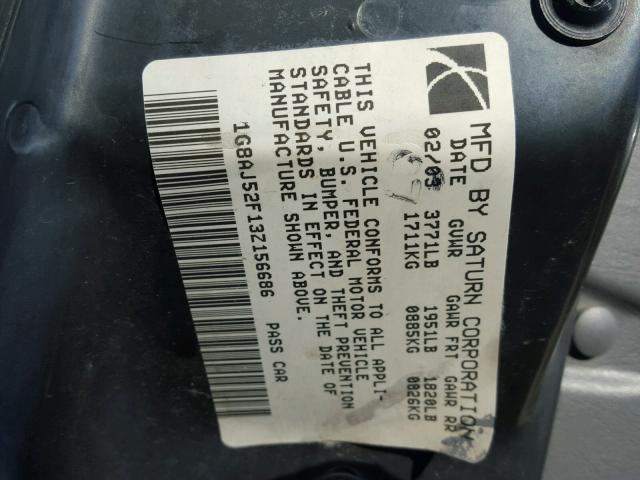 MFD BY SATURN CORPORATION
DATE GVWR GAWR FRT GAWR RR
02/03 3771LB 1951LB 1820LB
1711KG 0885KG 0826KG
THIS VEHICLE CONFORMS TO ALL APPLI-
CABLE U.S. FEDERAL MOTOR VEHICLE
SAFETY, BUMPER, AND THEFT PREVENTION
STANDARDS IN EFFECT ON THE DATE OF
MANUFACTURE SHOWN ABOVE.
1G8AJ52F13Z156686 PASS CAR